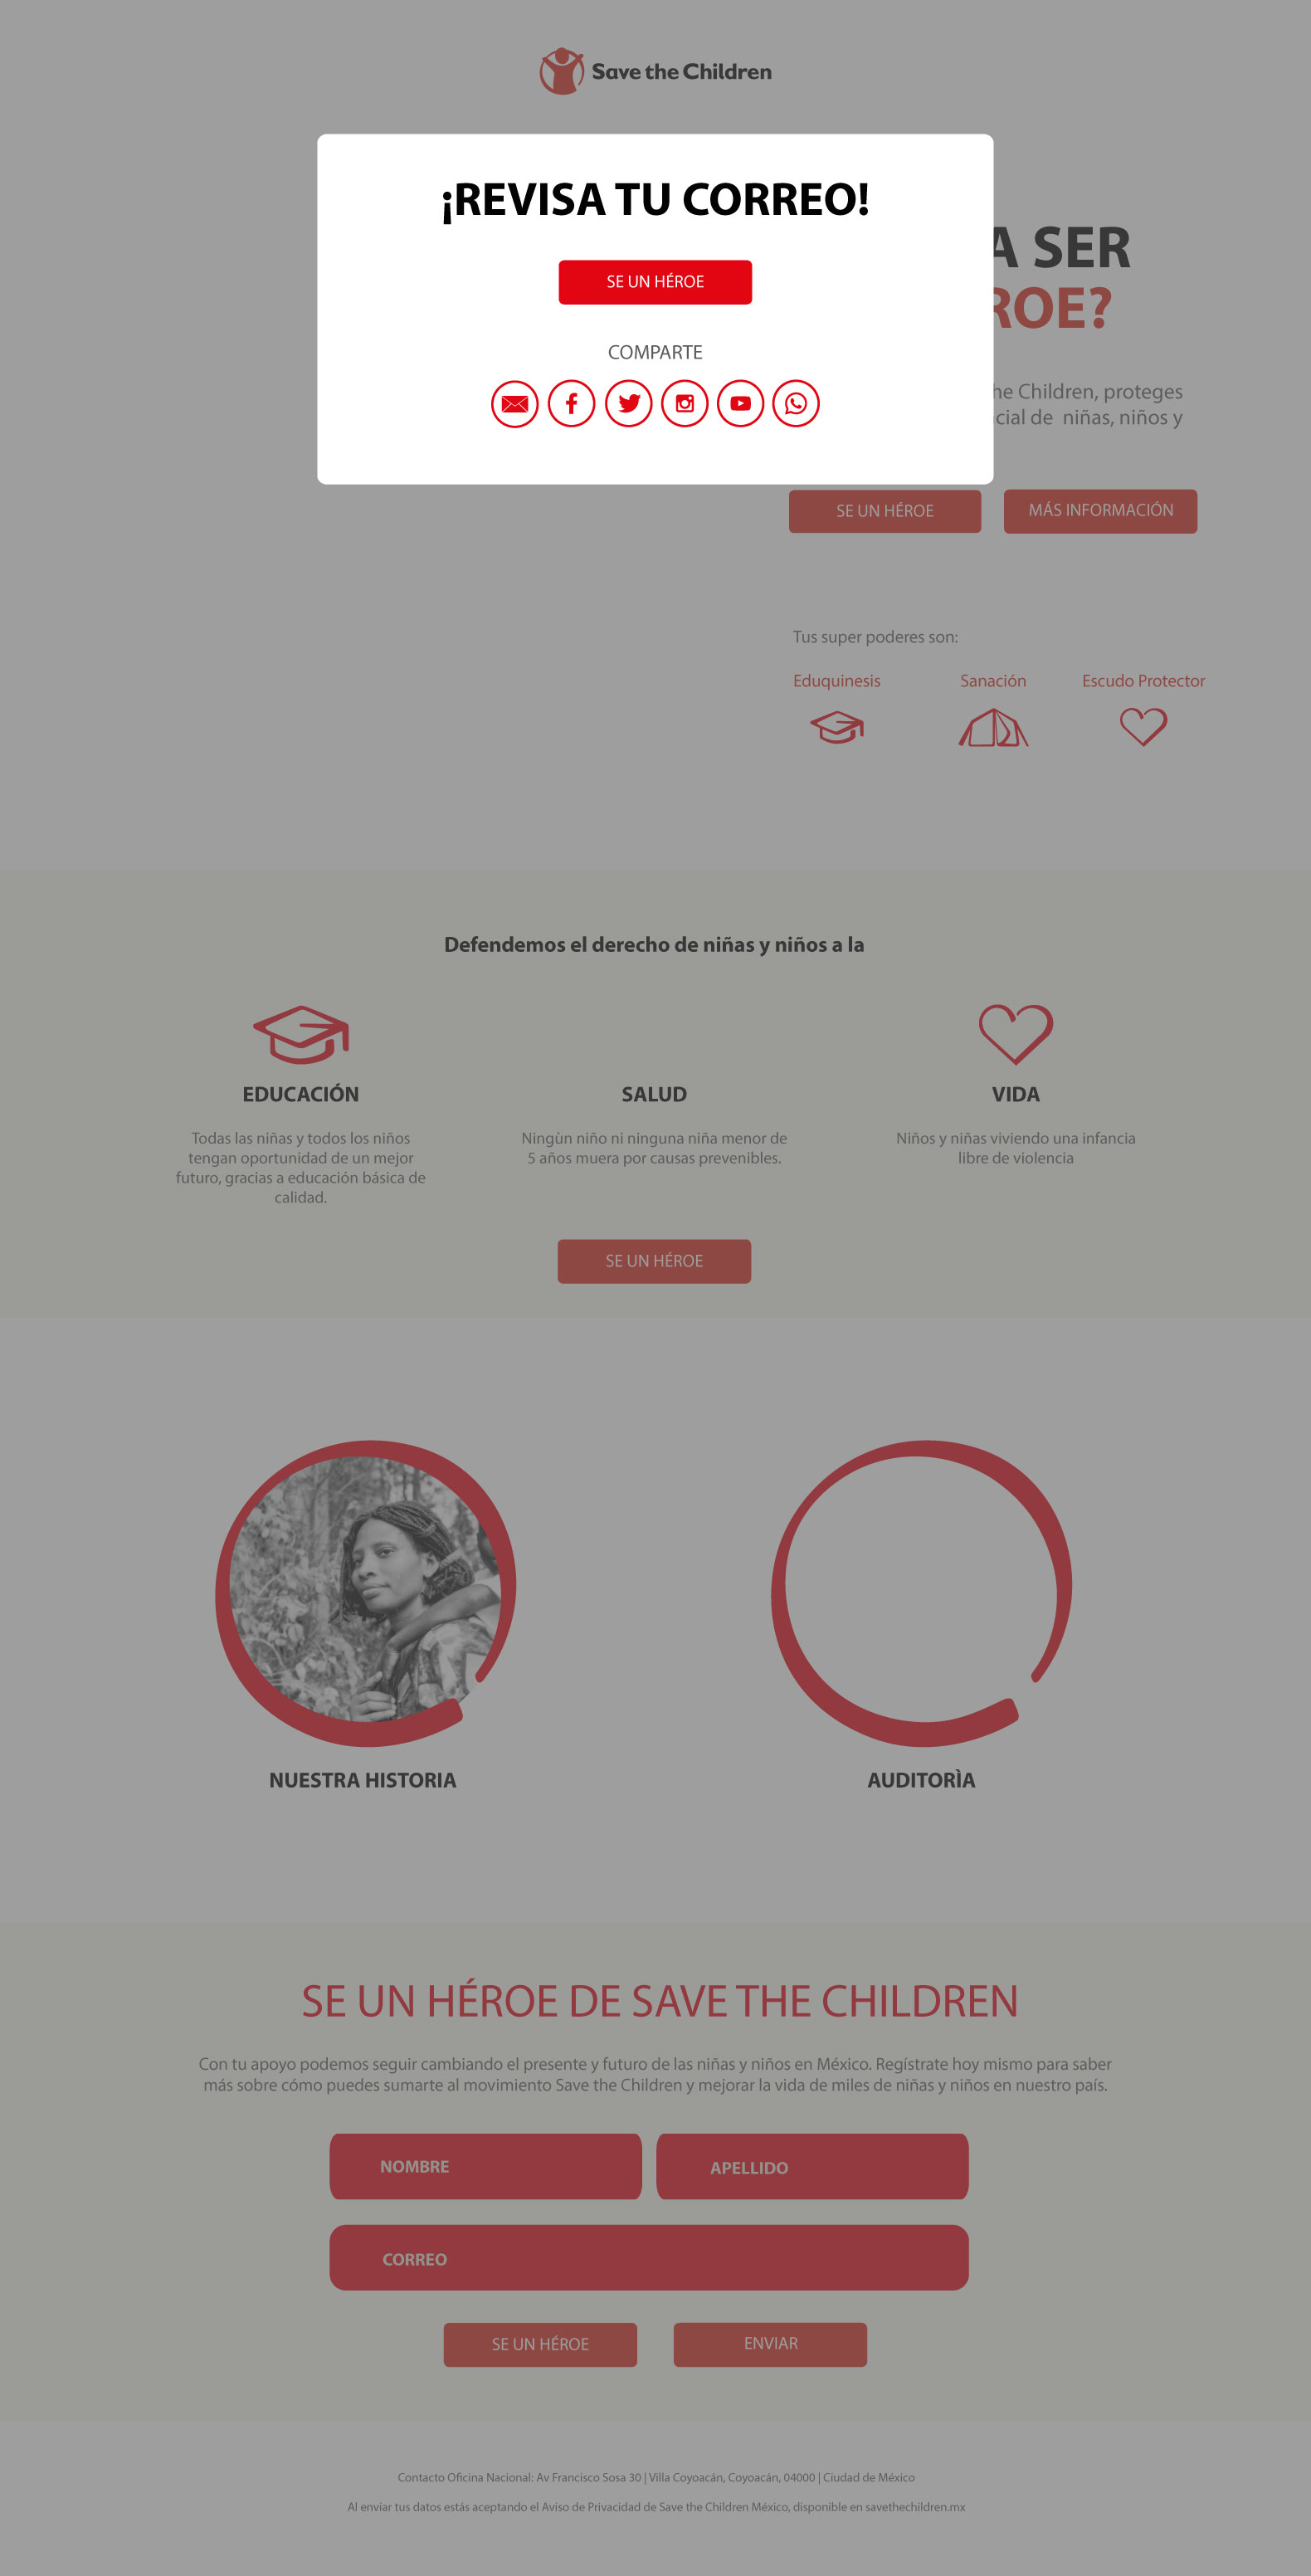 Save the Children
¡REVISA TU CORREO!
SE UN HÉROE
COMPARTE
A SER
ROE?
he Children, proteges
cial de niñas, niños y
SE UN HÉROE
MÁS INFORMACIÓN
Tus super poderes son:
Eduquinesis
Sanación
Escudo Protector
Defendemos el derecho de niñas y niños a la
EDUCACIÓN
Todas las niñas y todos los niños
tengan oportunidad de un mejor
futuro, gracias a educación básica de
calidad.
SALUD
Ningùn niño ni ninguna niña menor de
5 años muera por causas prevenibles.
VIDA
Niños y niñas viviendo una infancia
libre de violencia
SE UN HÉROE
NUESTRA HISTORIA
AUDITORÌA
SE UN HÉROE DE SAVE THE CHILDREN
Con tu apoyo podemos seguir cambiando el presente y futuro de las niñas y niños en México. Regístrate hoy mismo para saber
más sobre cómo puedes sumarte al movimiento Save the Children y mejorar la vida de miles de niñas y niños en nuestro país.
NOMBRE
APELLIDO
CORREO
SE UN HÉROE
ENVIAR
Contacto Oficina Nacional: Av Francisco Sosa 30 | Villa Coyoacán, Coyoacán, 04000 | Ciudad de México
Al enviar tus datos estás aceptando el Aviso de Privacidad de Save the Children México, disponible en savethechildren.mx